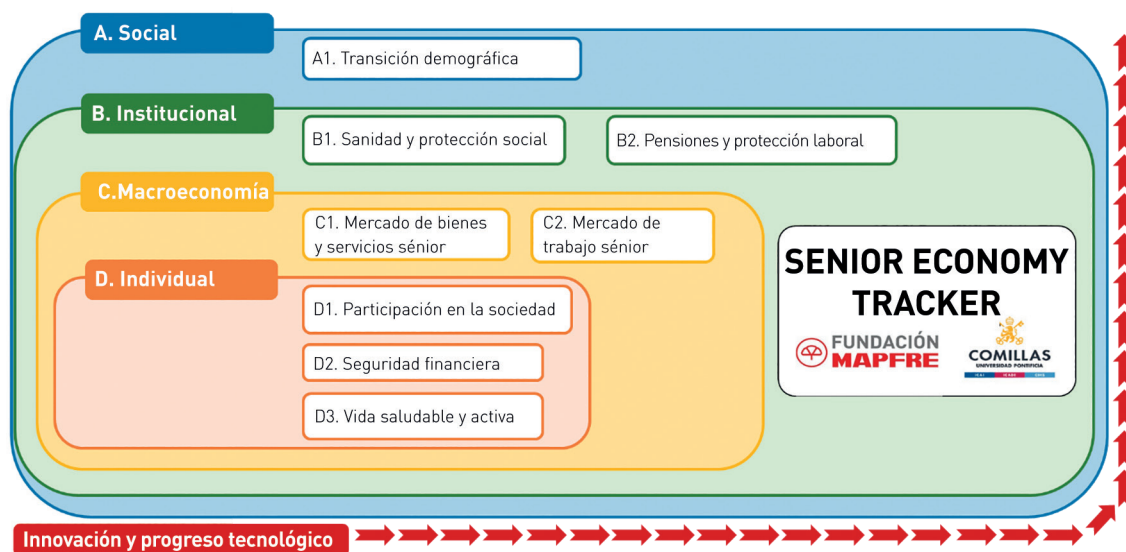 A. Social
A1. Transición demográfica
B. Institucional
B1. Sanidad y protección social
B2. Pensiones y protección laboral
C.Macroeconomía
C1. Mercado de bienes
y servicios sénior
C2. Mercado de
trabajo sénior
D. Individual
D1. Participación en la sociedad
D2. Seguridad financiera
D3. Vida saludable y activa
SENIOR ECONOMY
TRACKER
FUNDACIÓN
MAPFRE
COMILLAS
UNIVERSIDAD PONTIFICIA
Innovación y progreso tecnológico